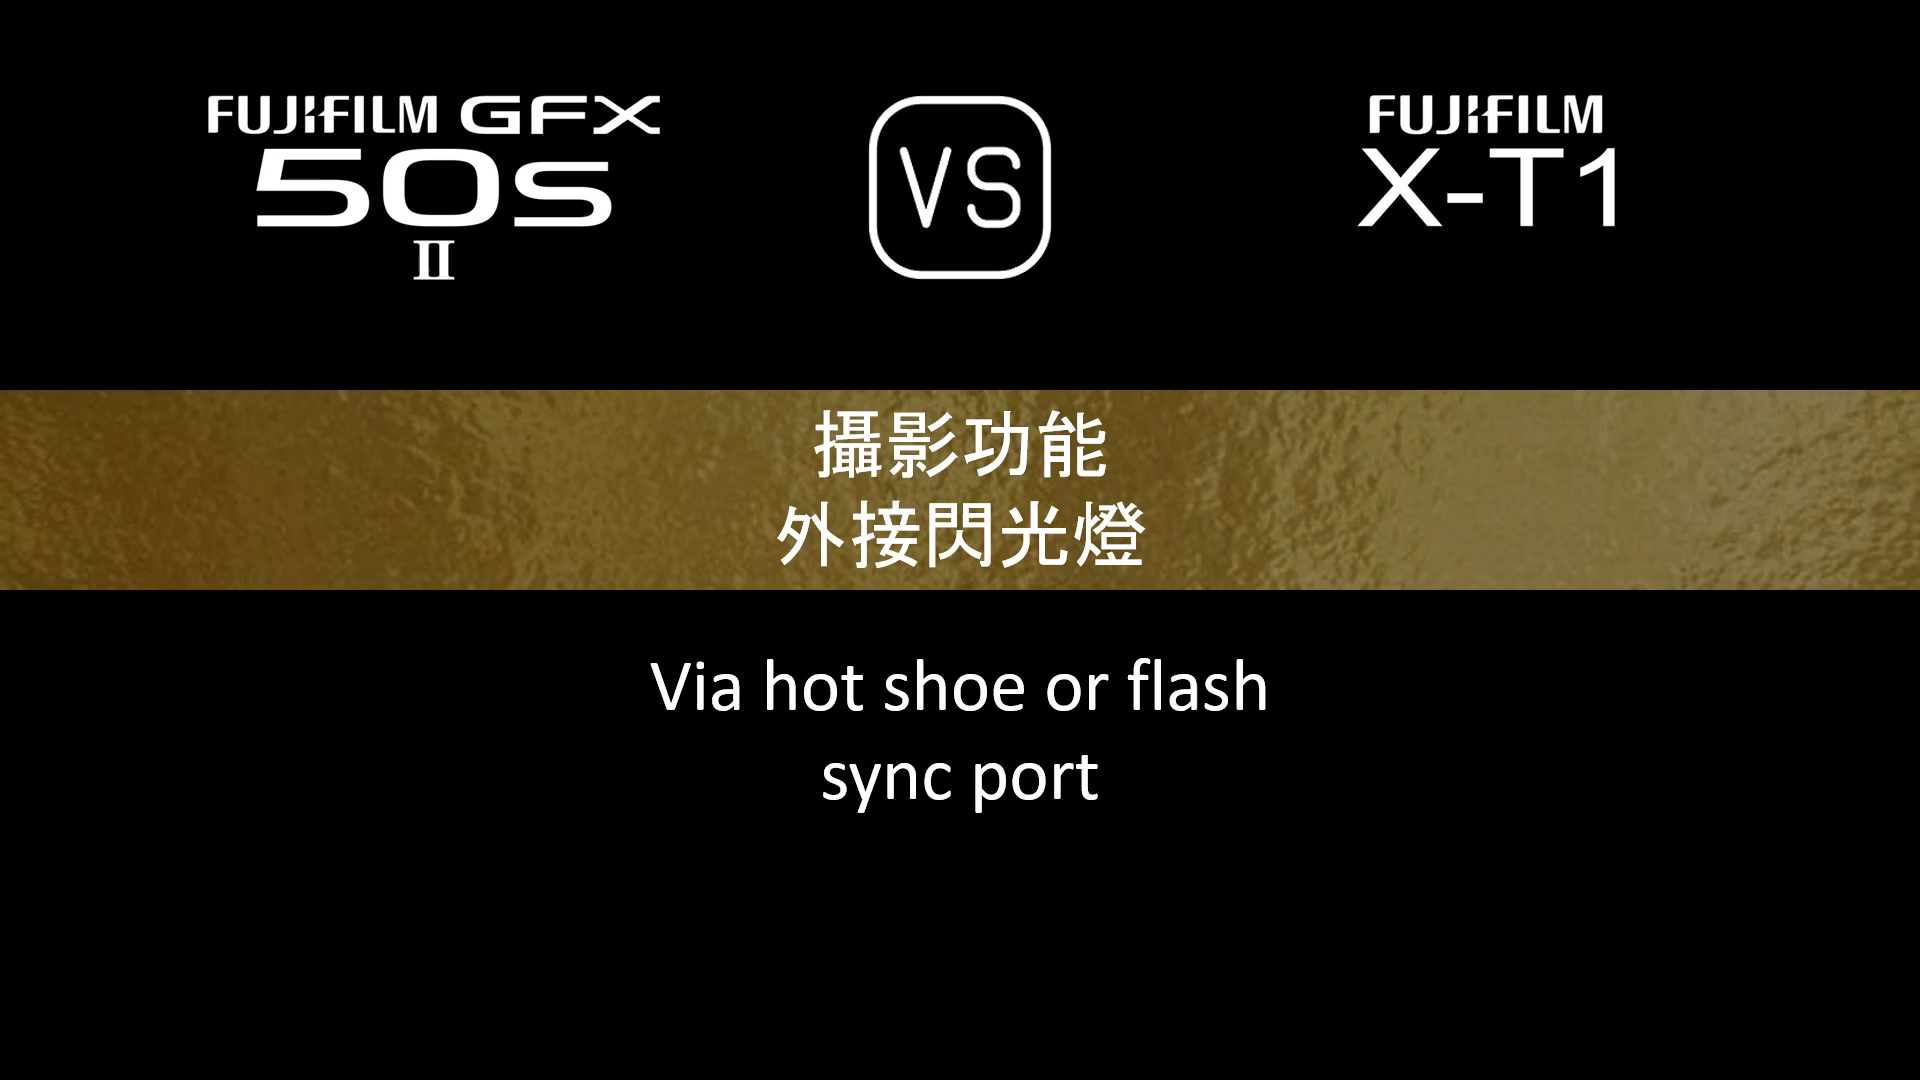 FUJIFILM GFX
50S
II
VS
FUJIFILM
X-T1
攝影功能
外接閃光燈
Via hot shoe or flash
sync port